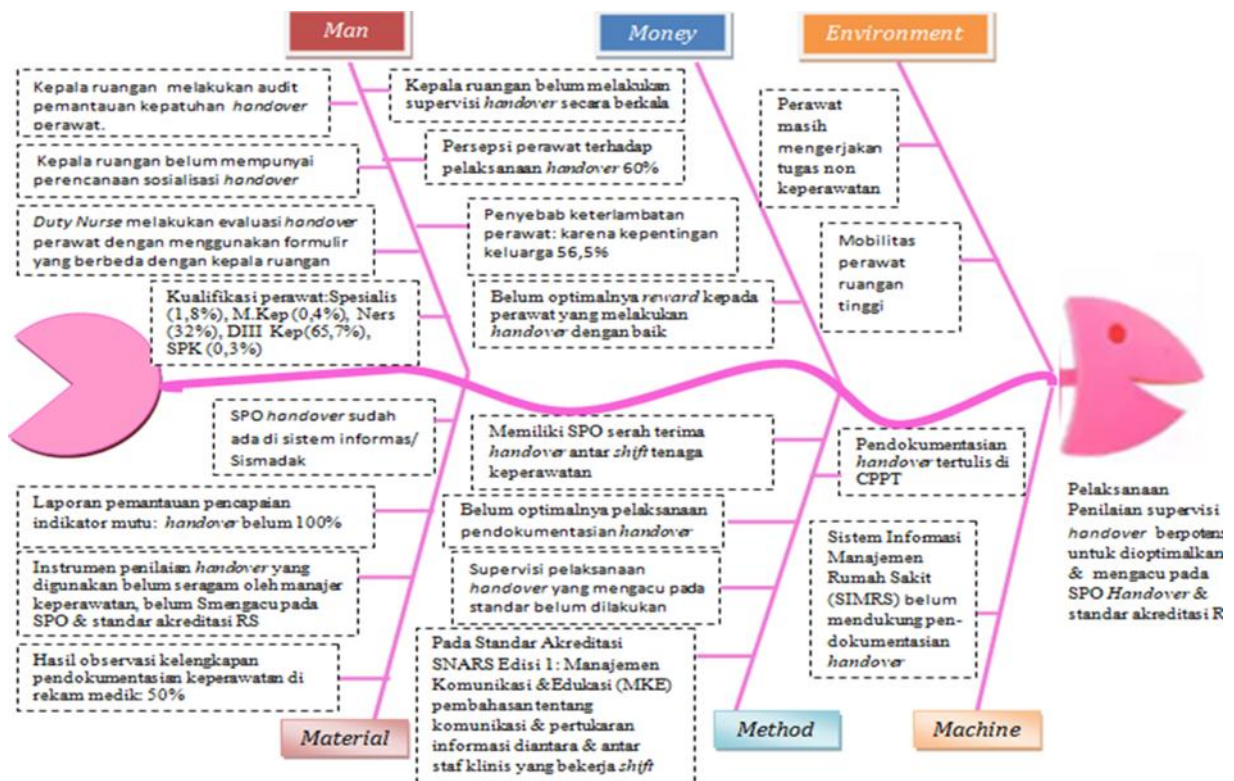 Man
Money
Environment
Kepala ruangan melakukan audit
pemantauan kepatuhan handover
perawat.
Kepala ruangan belum mempunyai
perencanaan sosialisasi handover
Duty Nurse melakukan evaluasi handover
perawat dengan menggunakan formulir
yang berbeda dengan kepala ruangan
Kualifikasi perawat:Spesialis
(1,8%), M.Kep (0,4%), Ners
(32%), DIII Kep(65,7%),
SPK (0,3%)
Kepala ruangan belum melakukan
supervisi handover secara berkala
Persepsi perawat terhadap
pelaksanaan handover 60%
Penyebab keterlambatan
perawat: karena kepentingan
keluarga 56,5%
Belum optimalnya reward kepada
perawat yang melakukan
handover dengan baik
Perawat
masih
mengerjakan
tugas non
keperawatan
Mobilitas
perawat
ruangan
tinggi
SPO handover sudah
ada di sistem informas/
Sismadak
Laporan pemantauan pencapaian
indikator mutu: handover belum 100%
Instrumen penilaian handover yang
digunakan belum seragam oleh manajer
keperawatan, belum Smengacu pada
SPO & standar akreditasi RS
Hasil observasi kelengkapan
pendokumentasian keperawatan di
rekam medik: 50%
Memiliki SPO serah terima
handover antar shift tenaga
keperawatan
Belum optimalnya pelaksanaan
pendokumentasian handover
Supervisi pelaksanaan
handover yang mengacu pada
standar belum dilakukan
Pada Standar Akreditasi
SNARS Edisi 1: Manajemen
Komunikasi &Edukasi (MKE)
pembahasan tentang
komunikasi & pertukaran
informasi diantara & antar
staf klinis yang bekerja shift
Pendokumentasian
handover tertulis di
CPPT
Sistem Informasi
Manajemen
Rumah Sakit
(SIMRS) belum
mendukung pen-
dokumentasian
handover
Pelaksanaan
Penilaian supervisi
handover berpotens
untuk dioptimalkan
& mengacu pada
SPO Handover &
standar akreditasi R
Material
Method
Machine